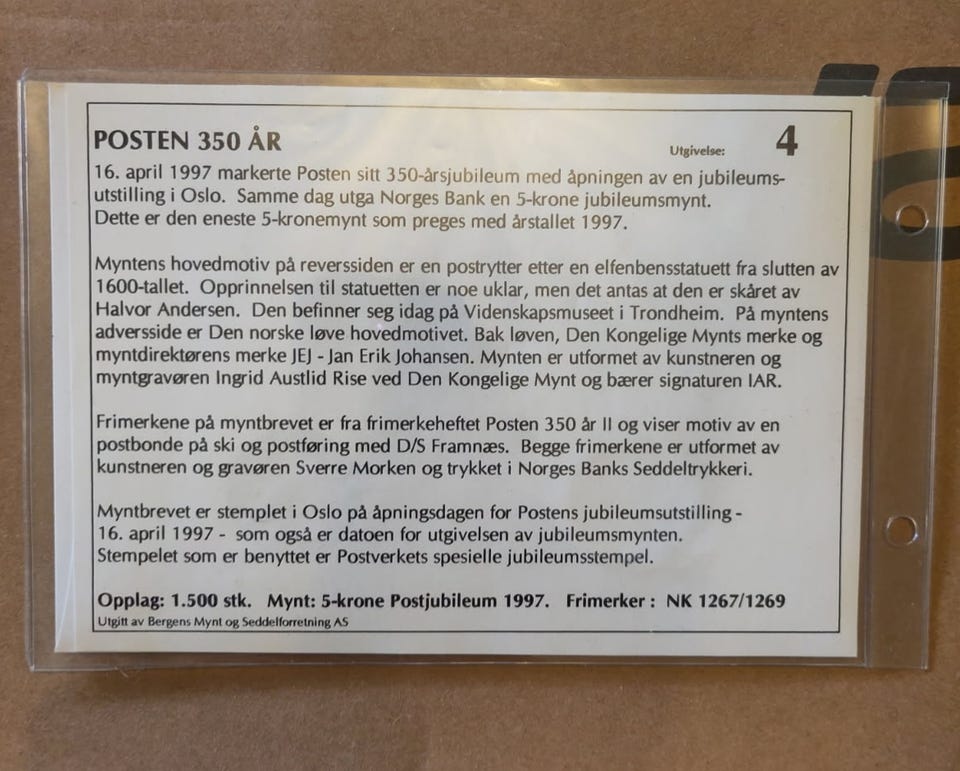 POSTEN 350 ÅR
Utgivelse: 4
16. april 1997 markerte Posten sitt 350-årsjubileum med åpningen av en jubileums-
utstilling i Oslo. Samme dag utga Norges Bank en 5-krone jubileumsmynt.
Dette er den eneste 5-kronemynt som preges med årstallet 1997.
Myntens hovedmotiv på reverssiden er en postrytter etter en elfenbensstatuett fra slutten av
1600-tallet. Opprinnelsen til statuetten er noe uklar, men det antas at den er skåret av
Halvor Andersen. Den befinner seg idag på Videnskapsmuseet i Trondheim. På myntens
adversside er Den norske løve hovedmotivet. Bak løven, Den Kongelige Mynts merke og
myntdirektørens merke JEJ - Jan Erik Johansen. Mynten er utformet av kunstneren og
myntgravøren Ingrid Austlid Rise ved Den Kongelige Mynt og bærer signaturen IAR.
Frimerkene på myntbrevet er fra frimerkeheftet Posten 350 år II og viser motiv av en
postbonde på ski og postføring med D/S Framnæs. Begge frimerkene er utformet av
kunstneren og gravøren Sverre Morken og trykket i Norges Banks Seddeltrykkeri.
Myntbrevet er stemplet i Oslo på åpningsdagen for Postens jubileumsutstilling -
16. april 1997 - som også er datoen for utgivelsen av jubileumsmynten.
Stempelet som er benyttet er Postverkets spesielle jubileumsstempel.
Opplag: 1.500 stk. Mynt: 5-krone Postjubileum 1997. Frimerker : NK 1267/1269
Utgitt av Bergens Mynt og Seddelforretning AS